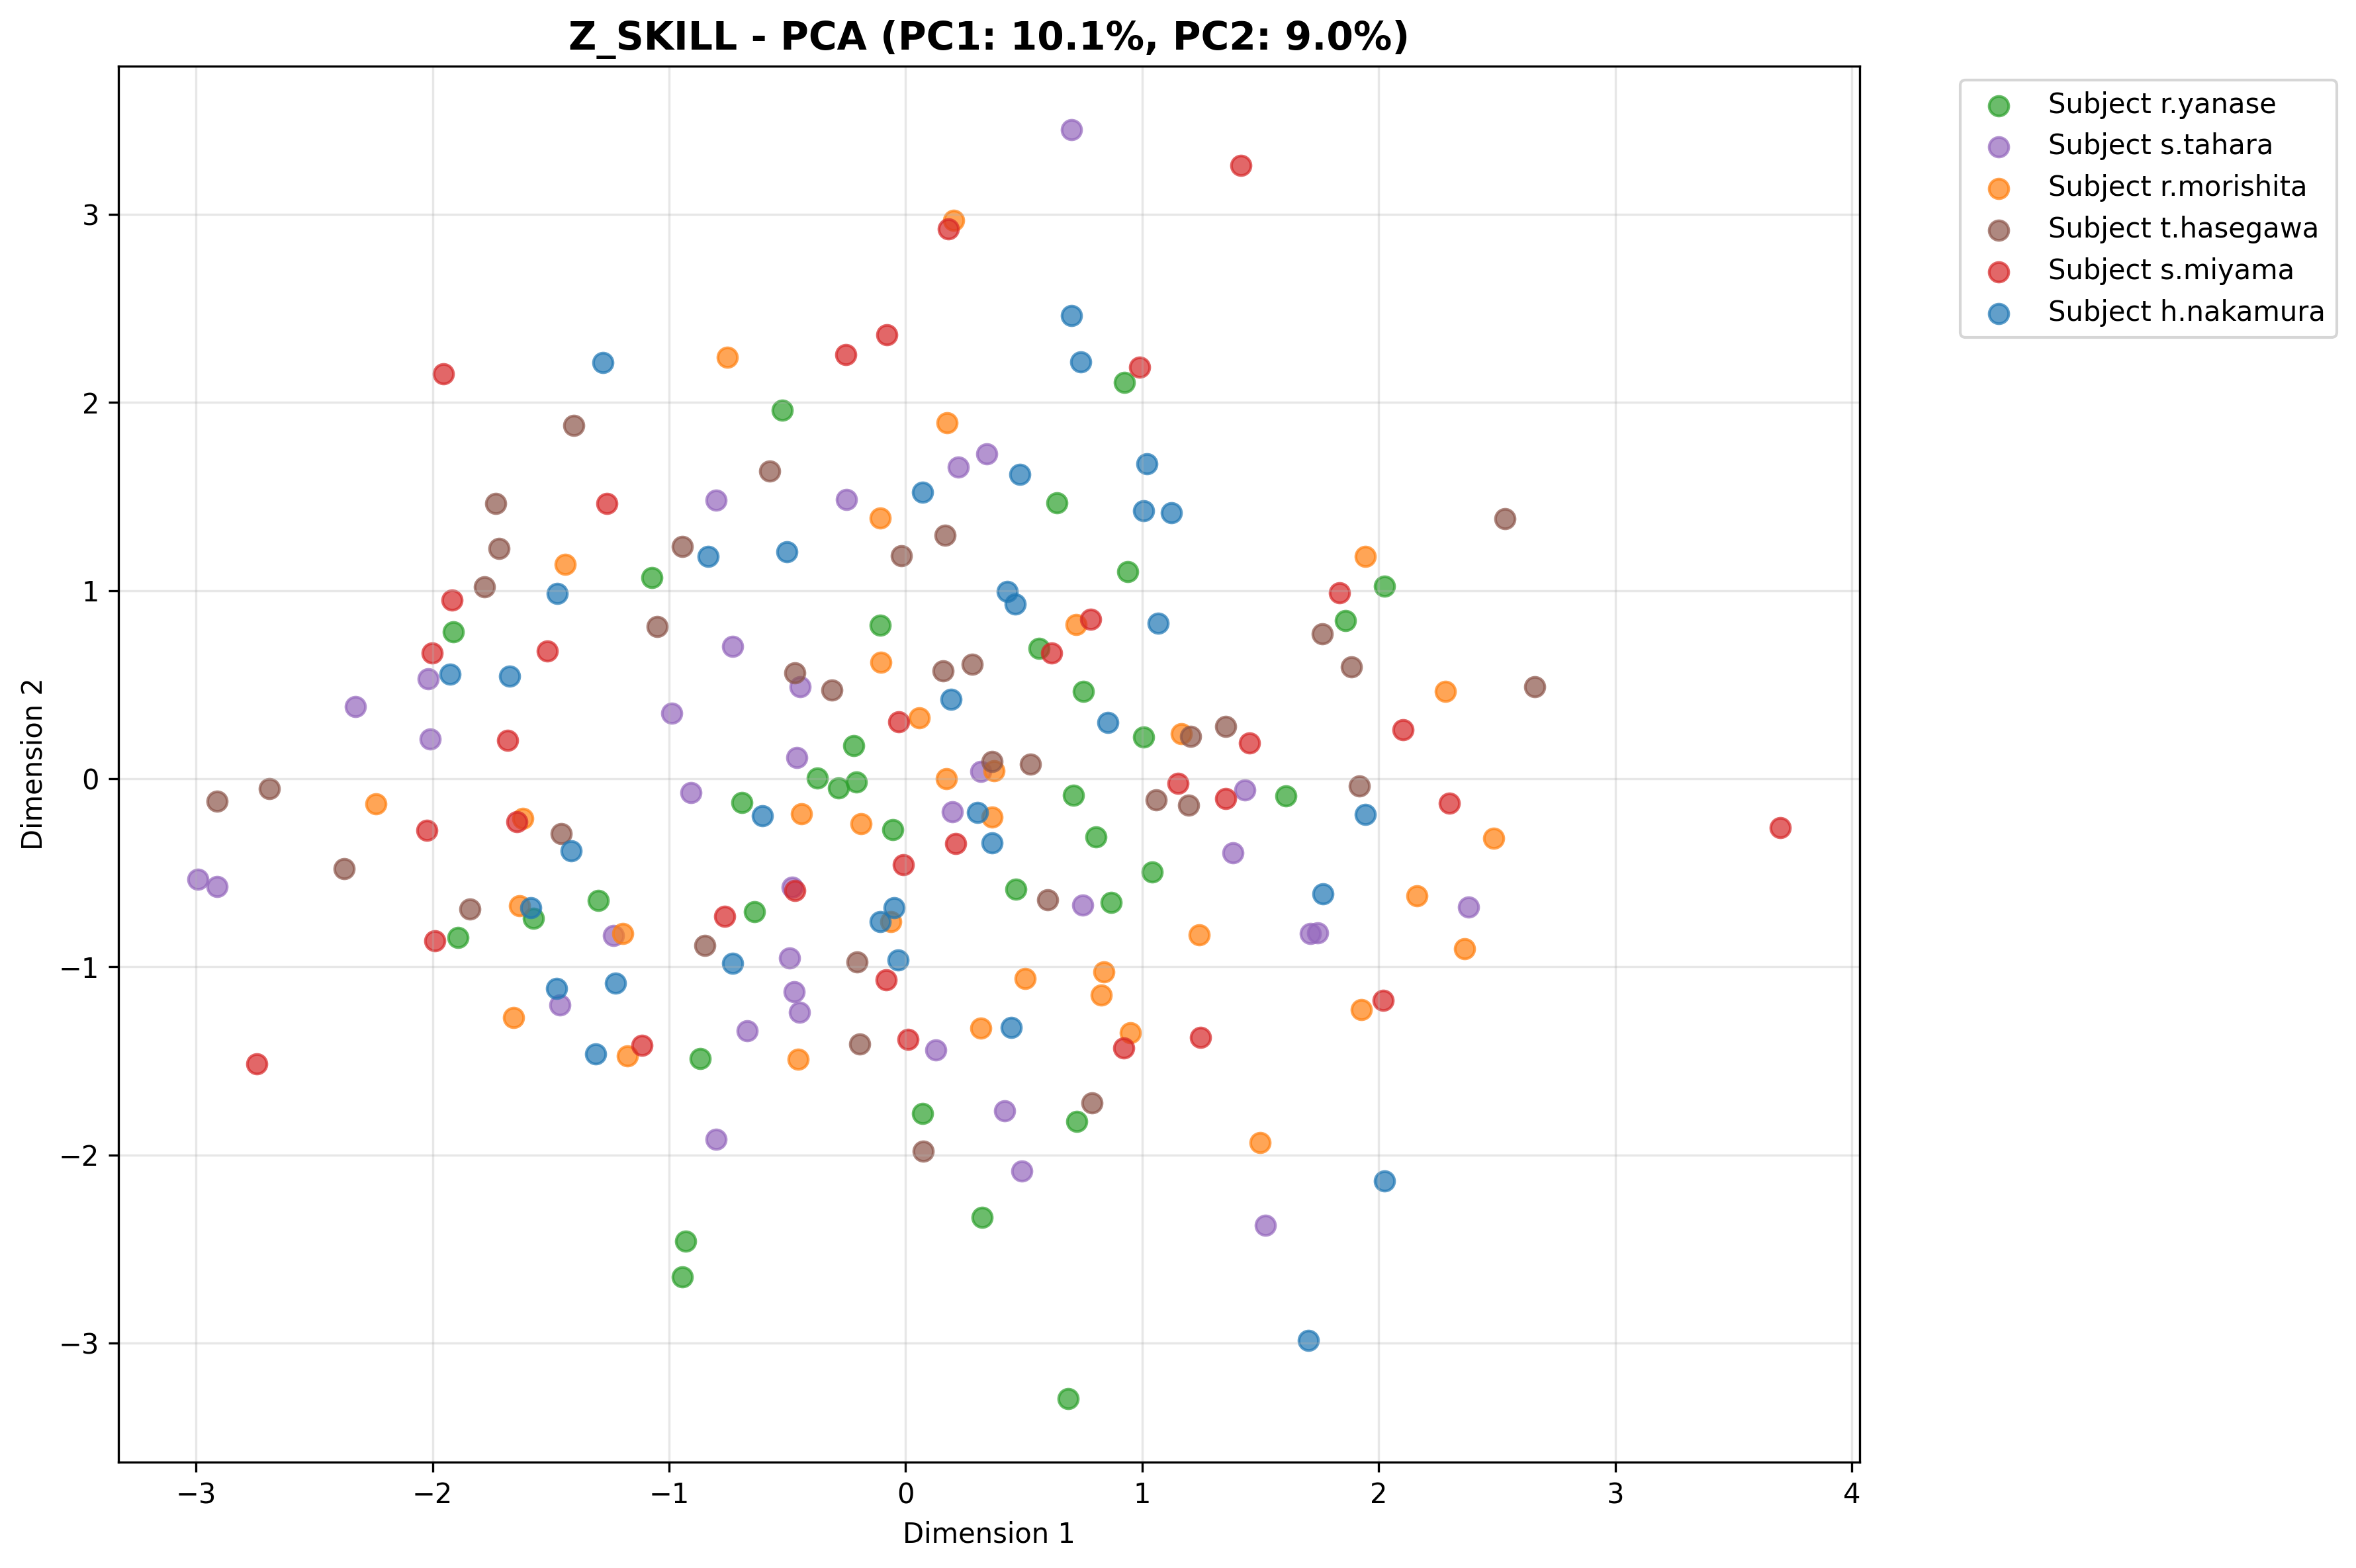 Z_SKILL - PCA (PC1: 10.1%, PC2: 9.0%)
Subject r.yanase
Subject s.tahara
Subject r.morishita
Subject t.hasegawa
Subject s.miyama
Subject h.nakamura
Dimension 2
3
2
1
0
−1
−2
−3
−3
−2
−1
0
1
2
3
4
Dimension 1